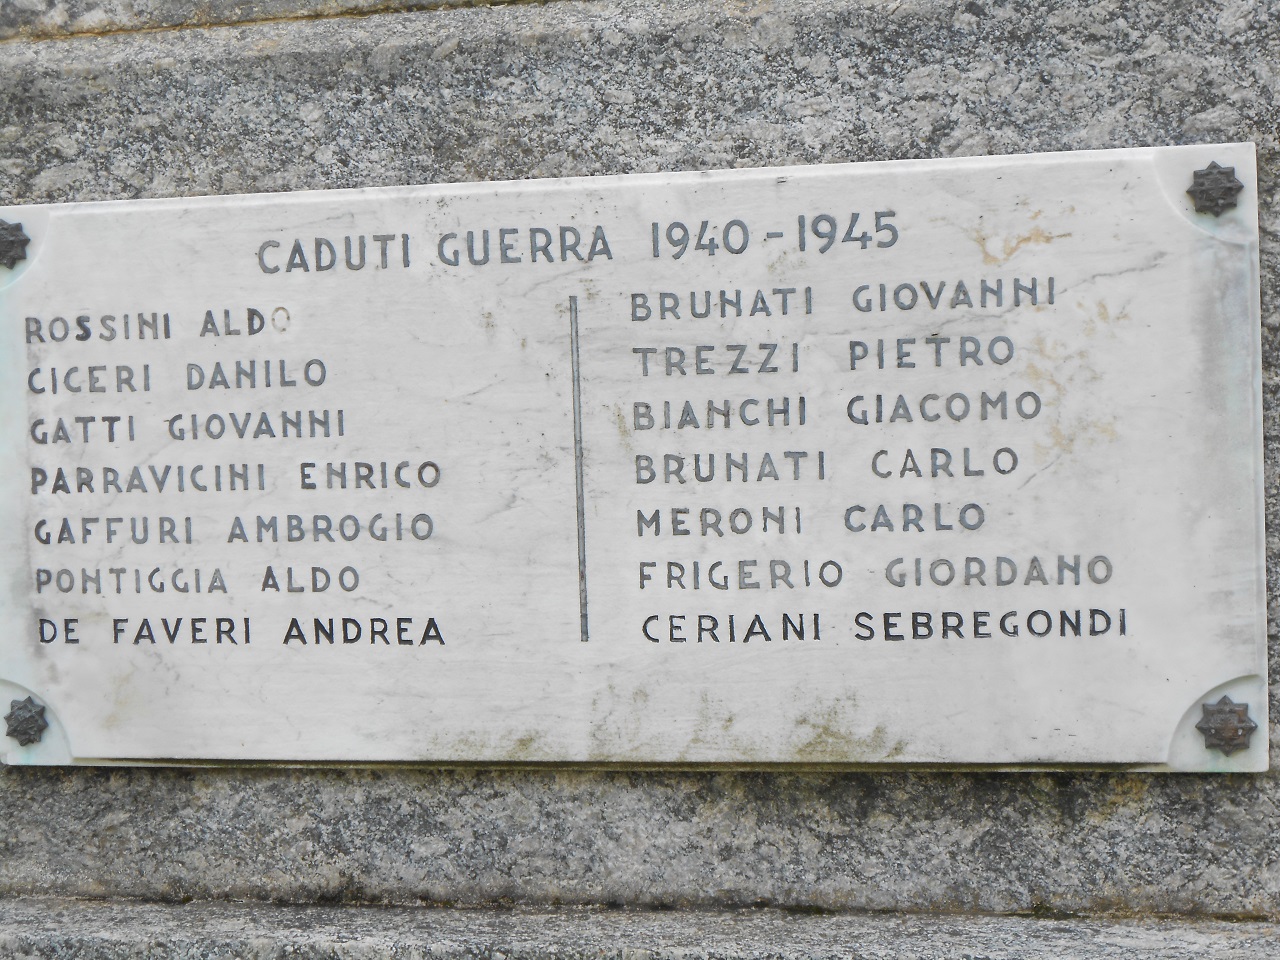 CADUTI GUERRA 1940-1945
ROSSINI ALDO
CICERI DANILO
GATTI GIOVANNI
PARRAVICINI ENRICO
GAFFURI AMBROGIO
PONTIGGIA ALDO
DE FAVERI ANDREA
BRUNATI GIOVANNI
TREZZI PIETRO
BIANCHI GIACOMO
BRUNATI CARLO
MERONI CARLO
FRIGERIO GIORDANO
CERIANI SEBREGONDI